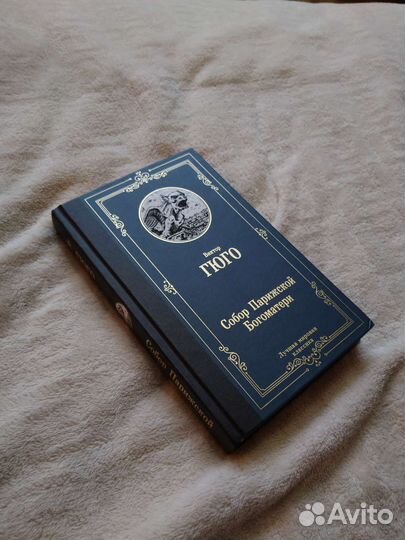 Виктор
ГЮГО
Собор Парижской
Богоматери
Лучшая мировая
классика
Собор Парижской
Avito